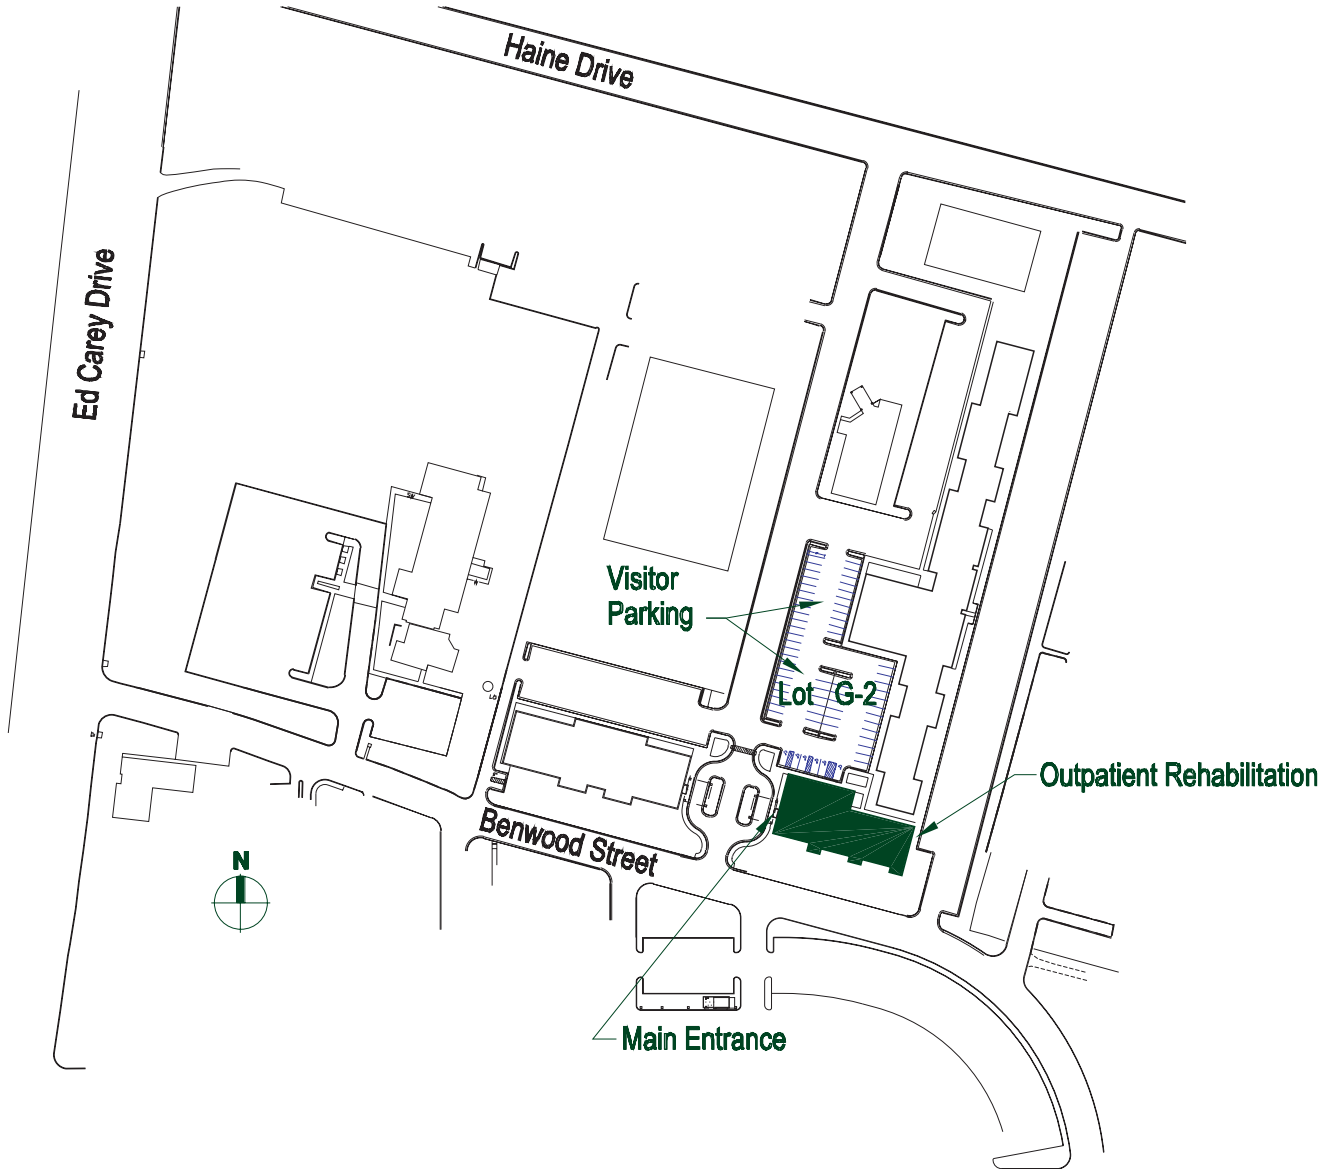 Haine Drive
Ed Carey Drive
Visitor
Parking
Lot G-2
Outpatient Rehabilitation
Benwood Street
N
Main Entrance